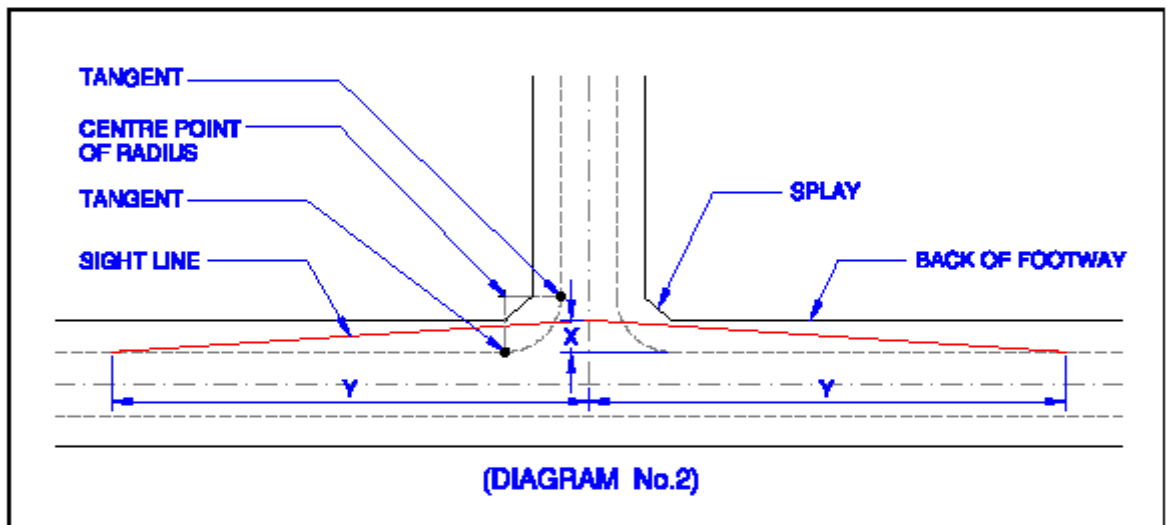 TANGENT
CENTRE POINT
OF RADIUS
TANGENT
SPLAY
SIGHT LINE
BACK OF FOOTWAY
X
Y
Y
(DIAGRAM No.2)